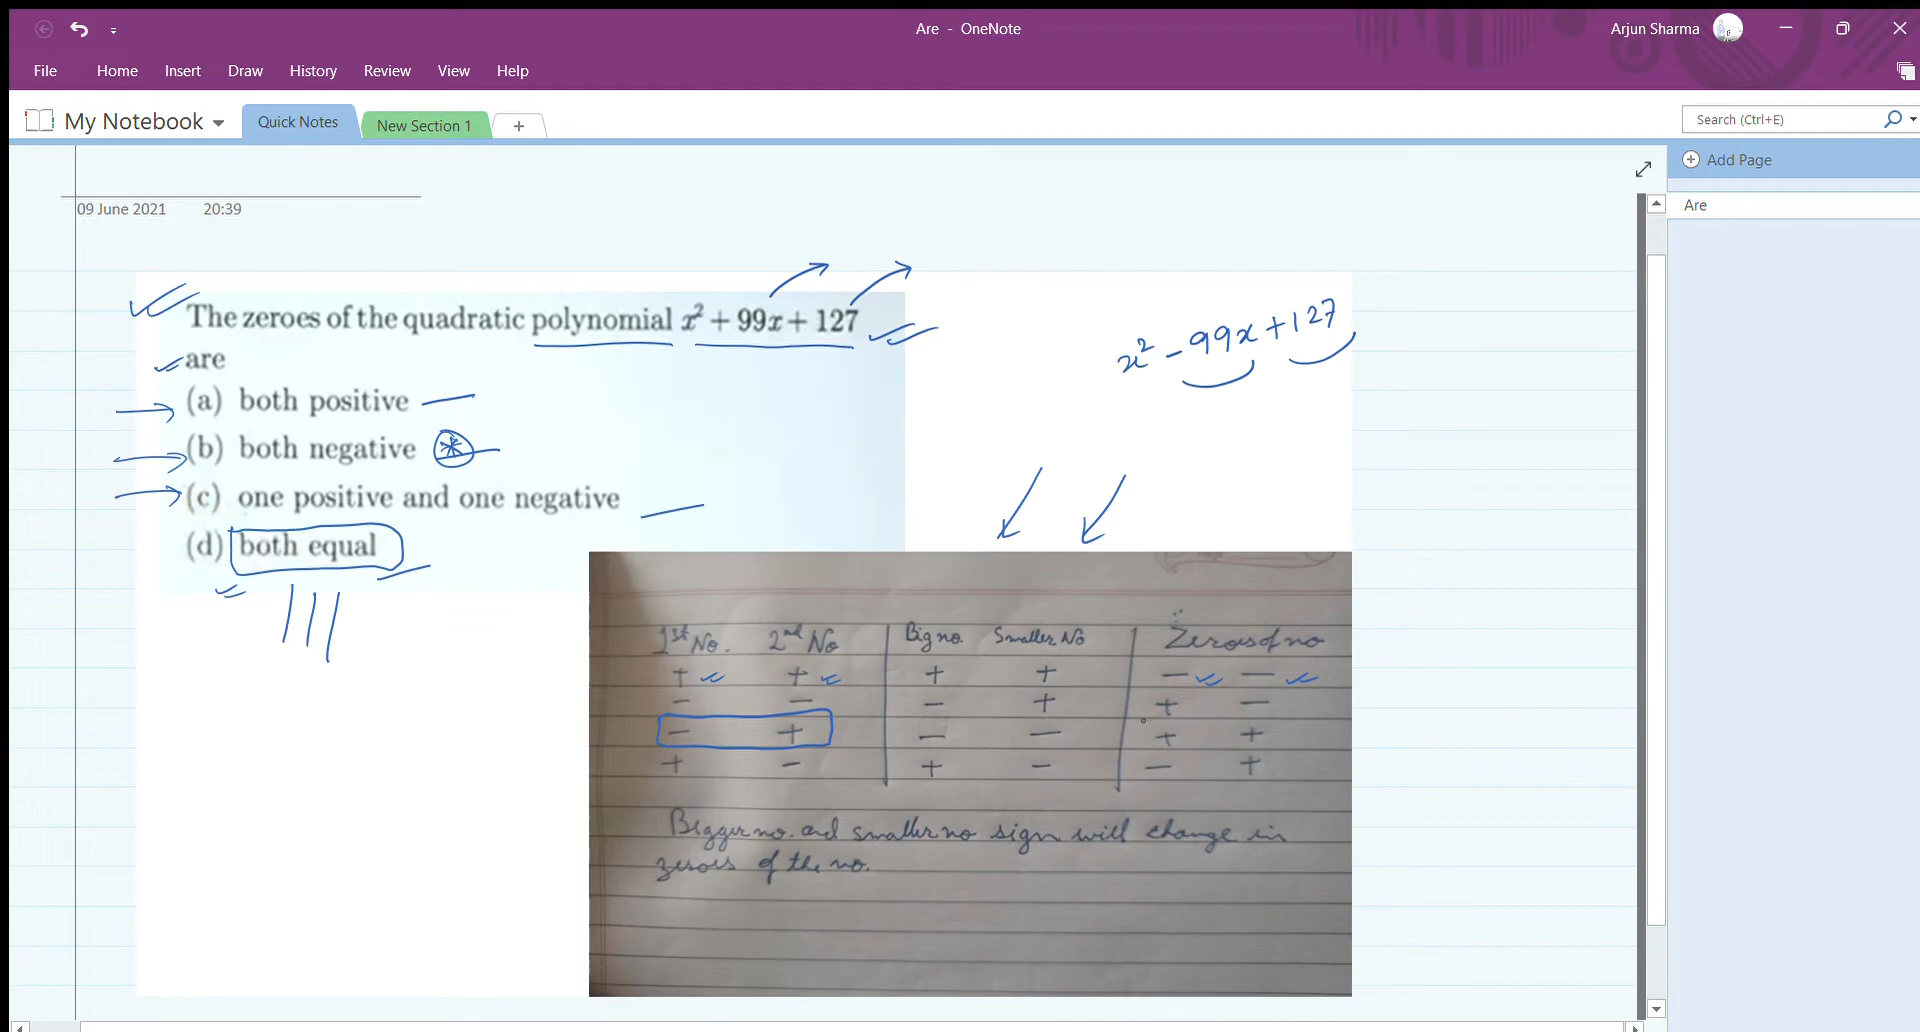 Are - OneNote
Arjun Sharma
File Home Insert Draw History Review View Help
My Notebook
Quick Notes
New Section 1
+
Search (Ctrl+E)
Add Page
Are
09 June 2021 20:39
The zeroes of the quadratic polynomial x² + 99x + 127
are
(a) both positive
(b) both negative
(c) one positive and one negative
(d) both equal
x² - 99x + 127
1st No. 2nd No Big no. Smaller No Zeroes of no
+ + + + - -
- - - + + -
- + - - + +
+ - + - - +
Bigger no. and smaller no sign will change in
zeroes of the no.